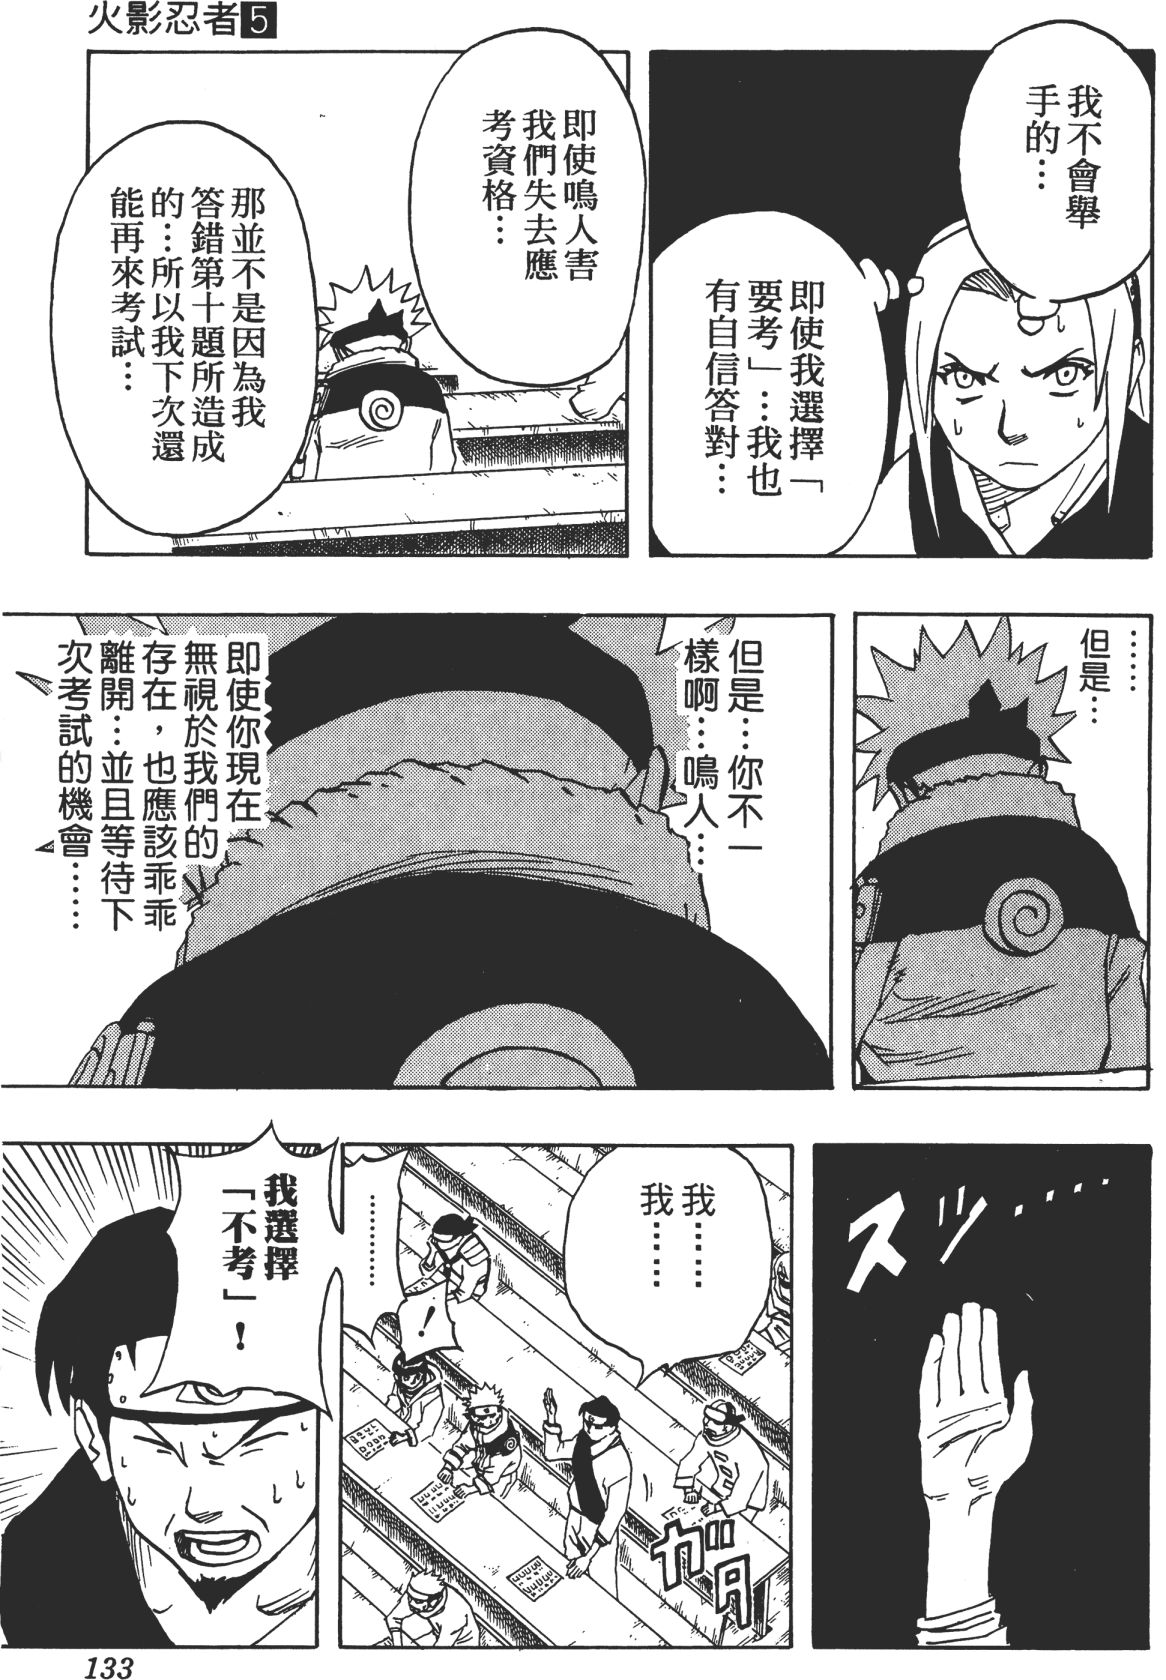 火影忍者5
我不會舉
手的…
即使我選擇「
要考」…我也
有自信答對…
即使鳴人害
我們失去應
考資格…
那並不是因為我
答錯第十題所造成
的…所以我下次還
能再來考試…
……
但是…
但是…你不一
樣啊…鳴人…
即使你現在
無視於我們的
存在，也應該乖乖
離開…並且等待下
次考試的機會……
スッ…
我……
我……
ガタ
………
！
我選擇
「不考」！
133